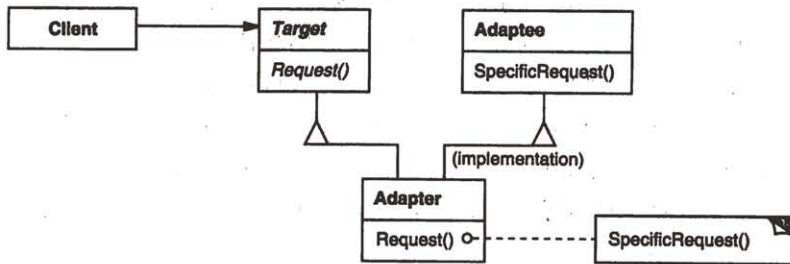 Client
Target
Request()
Adaptee
SpecificRequest()
(implementation)
Adapter
Request()
SpecificRequest()